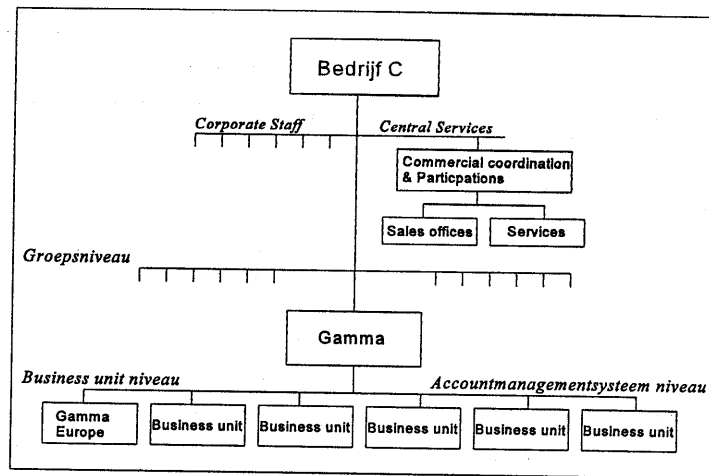 Bedrijf C
Corporate Staff
Central Services
Commercial coordination
& Particpations
Sales offices
Services
Groepsniveau
Gamma
Business unit niveau
Accountmanagementsysteem niveau
Gamma
Europe
Business unit
Business unit
Business unit
Business unit
Business unit